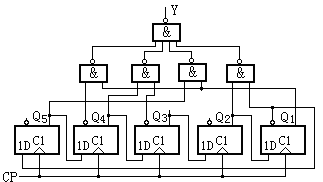 Y
&
& & & &
Q5 Q4 Q3 Q2 Q1
1D C1 1D C1 1D C1 1D C1 1D C1
CP